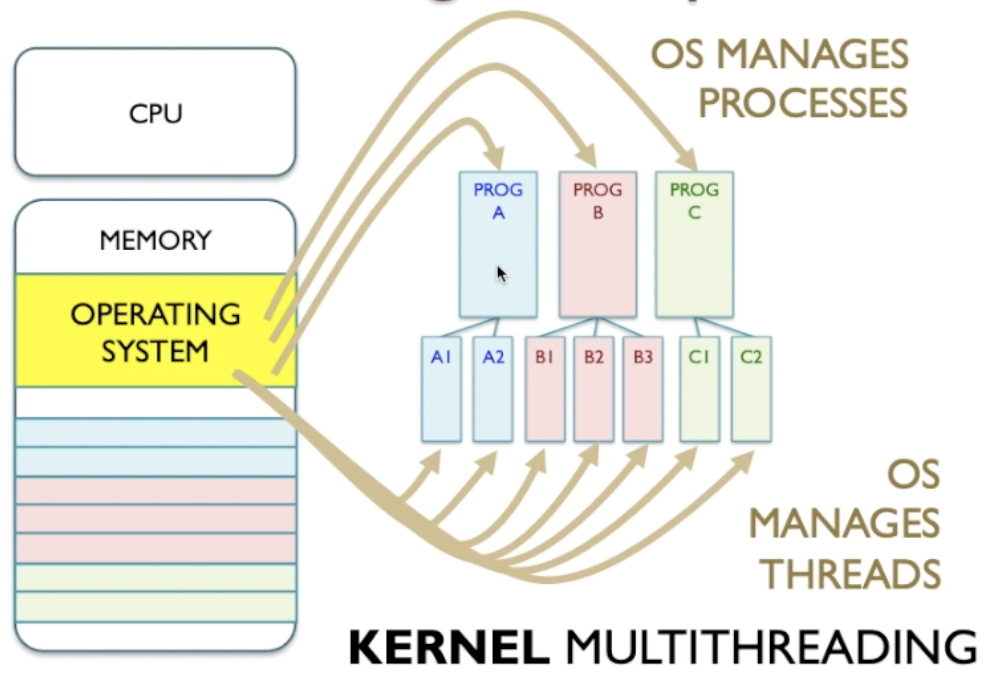 CPU
MEMORY
OPERATING
SYSTEM
OS MANAGES
PROCESSES
PROG
A
PROG
B
PROG
C
A1
A2
B1
B2
B3
C1
C2
OS
MANAGES
THREADS
KERNEL MULTITHREADING